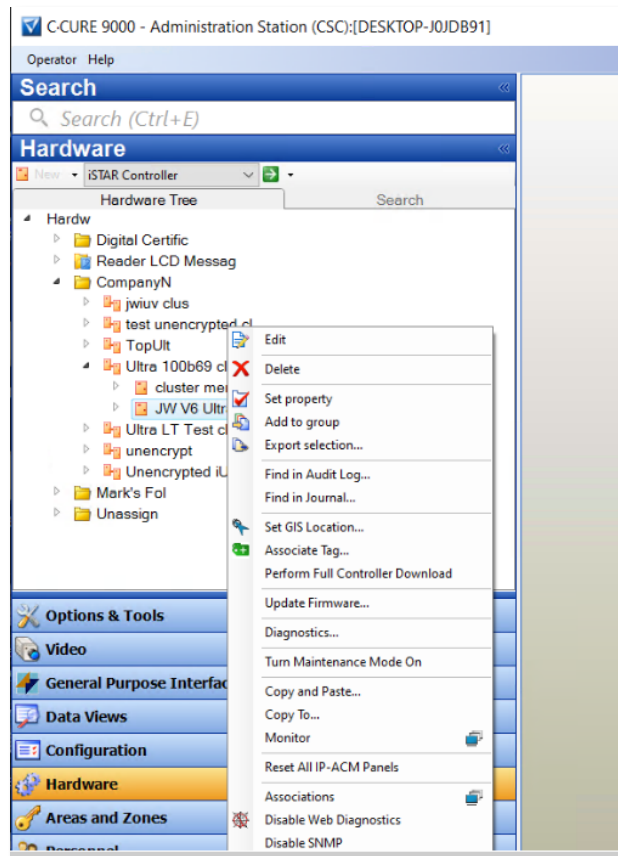 C•CURE 9000 - Administration Station (CSC):[DESKTOP-J0JDB91]
Operator Help
Search
Search (Ctrl+E)
Hardware
New iSTAR Controller
Hardware Tree Search
Hardw
Digital Certific
Reader LCD Messag
CompanyN
jwiuv clus
test unencrypted cl
TopUlt
Ultra 100b69 cl
cluster me
JW V6 Ultr
Ultra LT Test cl
unencrypt
Unencrypted iU
Mark's Fol
Unassign
Edit
Delete
Set property
Add to group
Export selection...
Find in Audit Log...
Find in Journal...
Set GIS Location...
Associate Tag...
Perform Full Controller Download
Update Firmware...
Diagnostics...
Turn Maintenance Mode On
Copy and Paste...
Copy To...
Monitor
Reset All IP-ACM Panels
Associations
Disable Web Diagnostics
Disable SNMP
Options & Tools
Video
General Purpose Interfac
Data Views
Configuration
Hardware
Areas and Zones
Personnel